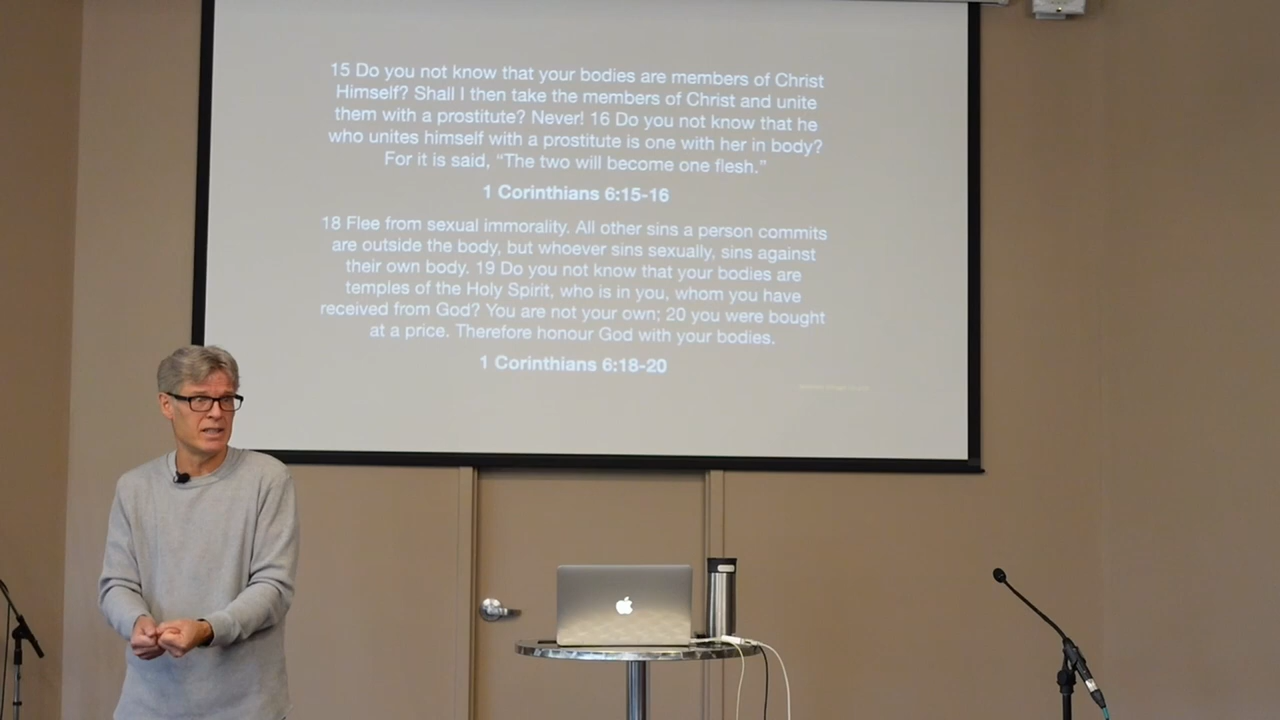 15 Do you not know that your bodies are members of Christ
Himself? Shall I then take the members of Christ and unite
them with a prostitute? Never! 16 Do you not know that he
who unites himself with a prostitute is one with her in body?
For it is said, “The two will become one flesh.”
1 Corinthians 6:15-16
18 Flee from sexual immorality. All other sins a person commits
are outside the body, but whoever sins sexually, sins against
their own body. 19 Do you not know that your bodies are
temples of the Holy Spirit, who is in you, whom you have
received from God? You are not your own; 20 you were bought
at a price. Therefore honour God with your bodies.
1 Corinthians 6:18-20